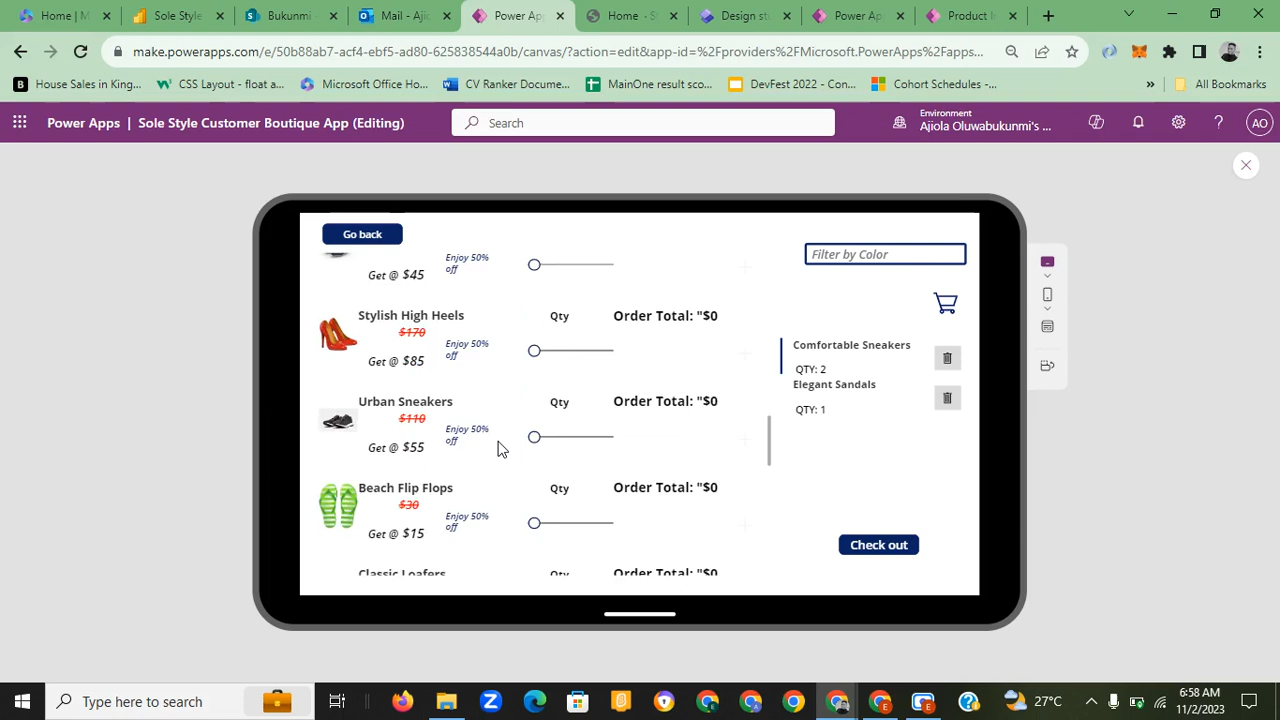 Home | M
Sole Style
Bukunmi -
Mail - Ajio
Power Ap
Home - S
Design st
Power Ap
Product I
make.powerapps.com/e/50b88ab7-acf4-ebf5-ad80-625838544a0b/canvas/?action=edit&app-id=%2Fproviders%2FMicrosoft.PowerApps%2Fapps...
House Sales in King...
CSS Layout - float a...
Microsoft Office Ho...
CV Ranker Docume...
MainOne result sco...
DevFest 2022 - Con...
Cohort Schedules -...
» All Bookmarks
Power Apps | Sole Style Customer Boutique App (Editing)
Search
Environment
Ajiola Oluwabukunmi's ...
AO
Go back
Filter by Color
Enjoy 50% off
Get @ $45
Stylish High Heels
Qty
Order Total: "$0
$170
Enjoy 50% off
Get @ $85
Urban Sneakers
Qty
Order Total: "$0
$110
Enjoy 50% off
Get @ $55
Beach Flip Flops
Qty
Order Total: "$0
$30
Enjoy 50% off
Get @ $15
Classic Loafers
Qty
Order Total: "$0
Comfortable Sneakers
QTY: 2
Elegant Sandals
QTY: 1
Check out
Type here to search
27°C
6:58 AM
11/2/2023